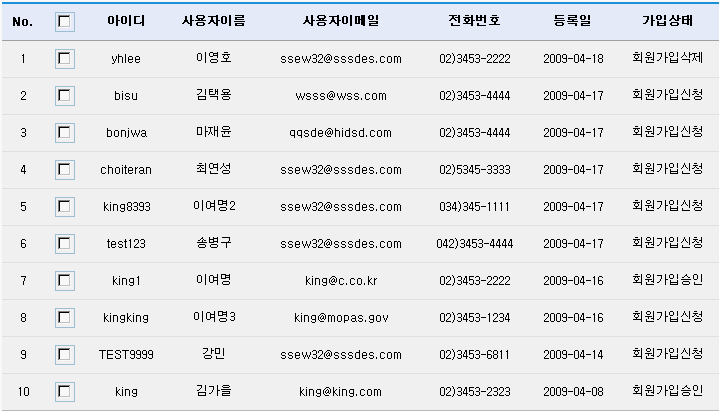 No. 아이디 사용자이름 사용자이메일 전화번호 등록일 가입상태
1 yhlee 이영호 ssew32@sssdes.com 02)3453-2222 2009-04-18 회원가입삭제
2 bisu 김택용 wsss@wss.com 02)3453-4444 2009-04-17 회원가입신청
3 bonjwa 마재윤 qqsde@hidsd.com 02)3453-4444 2009-04-17 회원가입신청
4 choiteran 최연성 ssew32@sssdes.com 02)5345-3333 2009-04-17 회원가입신청
5 king8393 이여명2 ssew32@sssdes.com 034)345-1111 2009-04-17 회원가입신청
6 test123 송병구 ssew32@sssdes.com 042)3453-4444 2009-04-17 회원가입신청
7 king1 이여명 king@c.co.kr 02)3453-2222 2009-04-16 회원가입승인
8 kingking 이여명3 king@mopas.gov 02)3453-1234 2009-04-16 회원가입신청
9 TEST9999 강민 ssew32@sssdes.com 02)3453-6811 2009-04-14 회원가입신청
10 king 김가을 king@king.com 02)3453-2323 2009-04-08 회원가입승인